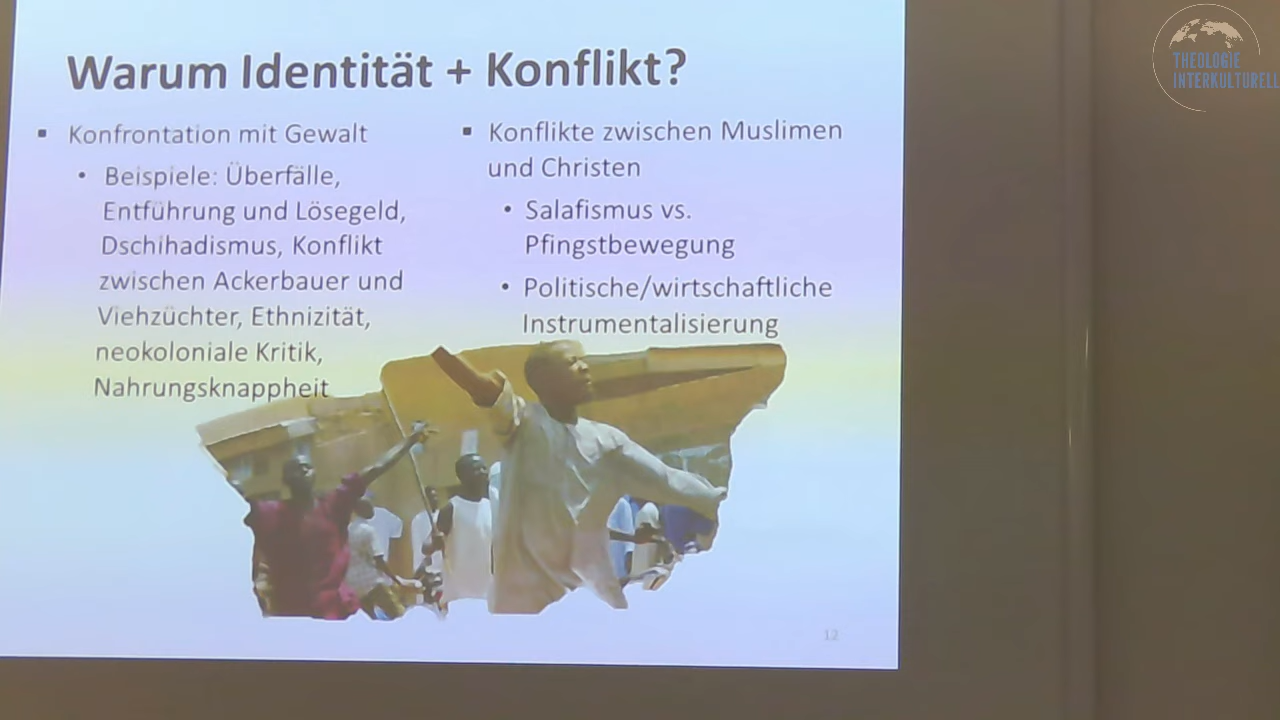 Warum Identität + Konflikt?
▪ Konfrontation mit Gewalt
• Beispiele: Überfälle,
Entführung und Lösegeld,
Dschihadismus, Konflikt
zwischen Ackerbauer und
Viehzüchter, Ethnizität,
neokoloniale Kritik,
Nahrungsknappheit
▪ Konflikte zwischen Muslimen
und Christen
• Salafismus vs.
Pfingstbewegung
• Politische/wirtschaftliche
Instrumentalisierung
12
THEOLOGIE
INTERKULTURELL